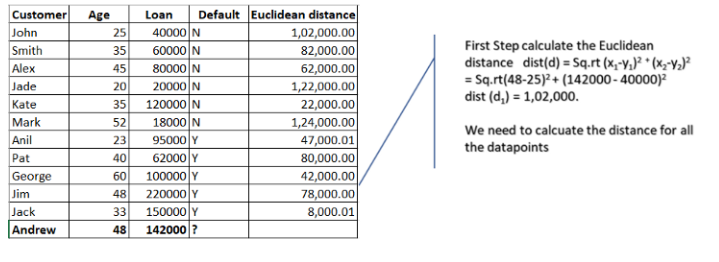 Customer Age Loan Default Euclidean distance
John 25 40000 N 1,02,000.00
Smith 35 60000 N 82,000.00
Alex 45 80000 N 62,000.00
Jade 20 20000 N 1,22,000.00
Kate 35 120000 N 22,000.00
Mark 52 18000 N 1,24,000.00
Anil 23 95000 Y 47,000.01
Pat 40 62000 Y 80,000.00
George 60 100000 Y 42,000.00
Jim 48 220000 Y 78,000.00
Jack 33 150000 Y 8,000.01
Andrew 48 142000 ?
First Step calculate the Euclidean
distance dist(d) = Sq.rt (x₁-y₁)² + (x₂-y₂)²
= Sq.rt(48-25)² + (142000 - 40000)²
dist (d₁) = 1,02,000.
We need to calcuate the distance for all
the datapoints